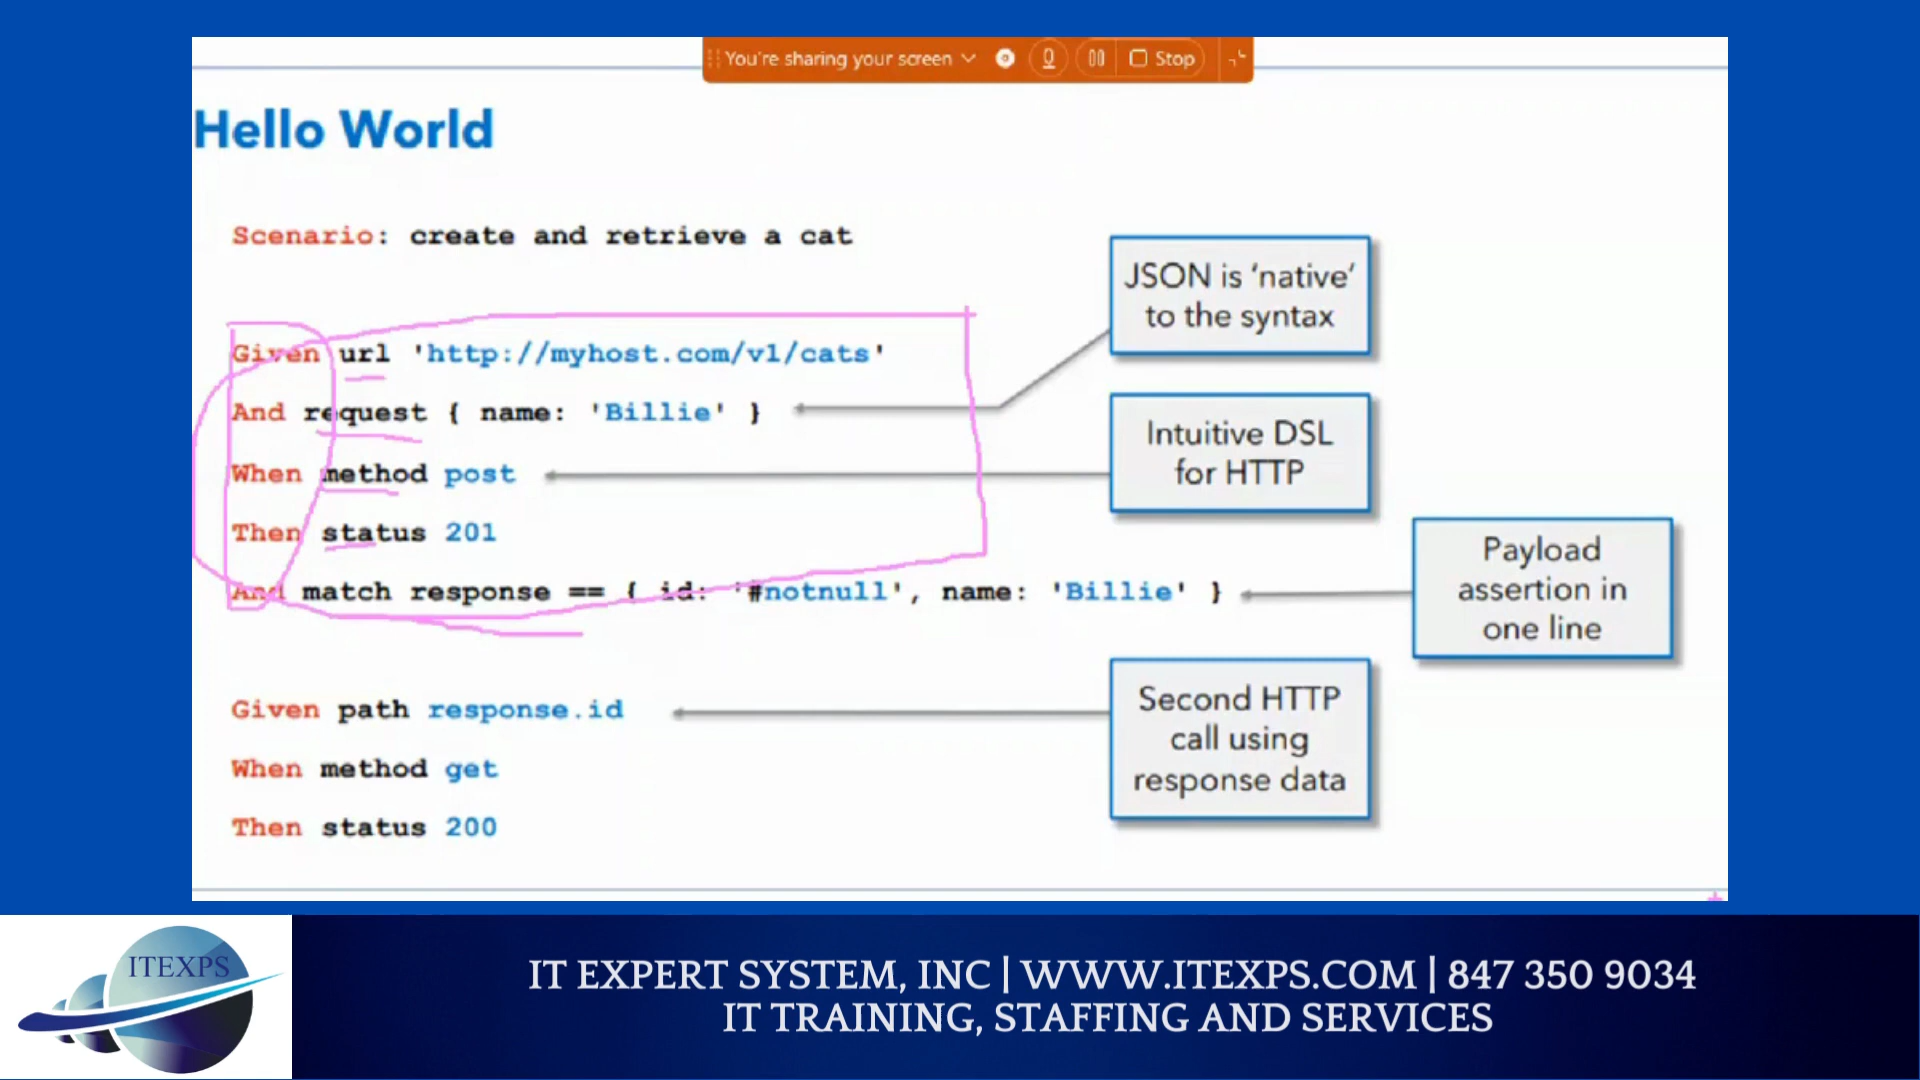 You're sharing your screen
Stop
Hello World
Scenario: create and retrieve a cat
Given url 'http://myhost.com/v1/cats'
And request { name: 'Billie' }
When method post
Then status 201
And match response == { id: '#notnull', name: 'Billie' }
Given path response.id
When method get
Then status 200
JSON is 'native'
to the syntax
Intuitive DSL
for HTTP
Payload
assertion in
one line
Second HTTP
call using
response data
ITEXPS
IT EXPERT SYSTEM, INC | WWW.ITEXPS.COM | 847 350 9034
IT TRAINING, STAFFING AND SERVICES